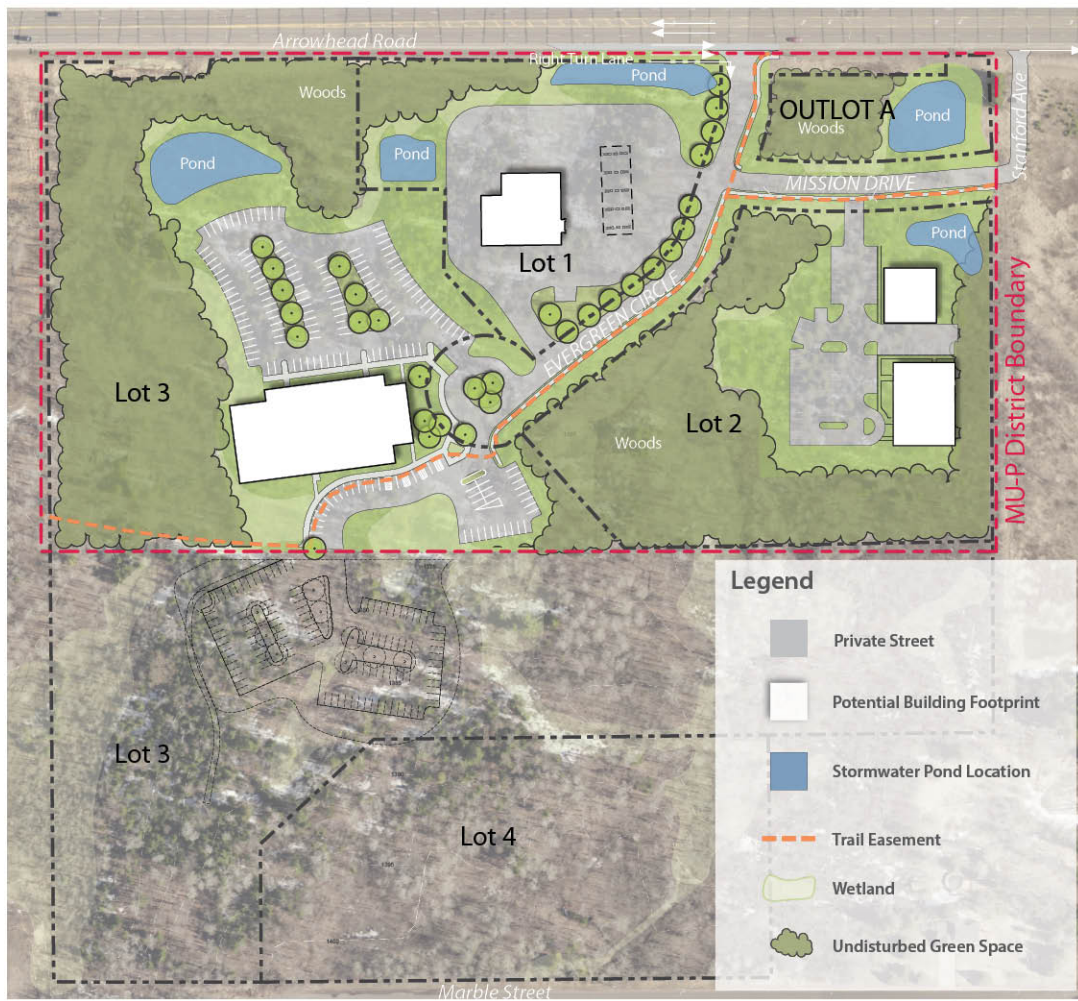 Arrowhead Road
Right Turn Lane
Pond
Woods
OUTLOT A
Woods
Pond
Stanford Ave
Pond
Pond
MISSION DRIVE
Pond
Lot 1
EVERGREEN CIRCLE
MU-P District Boundary
Lot 3
Lot 2
Woods
Legend
Private Street
Potential Building Footprint
Stormwater Pond Location
Trail Easement
Wetland
Undisturbed Green Space
Lot 3
Lot 4
Marble Street